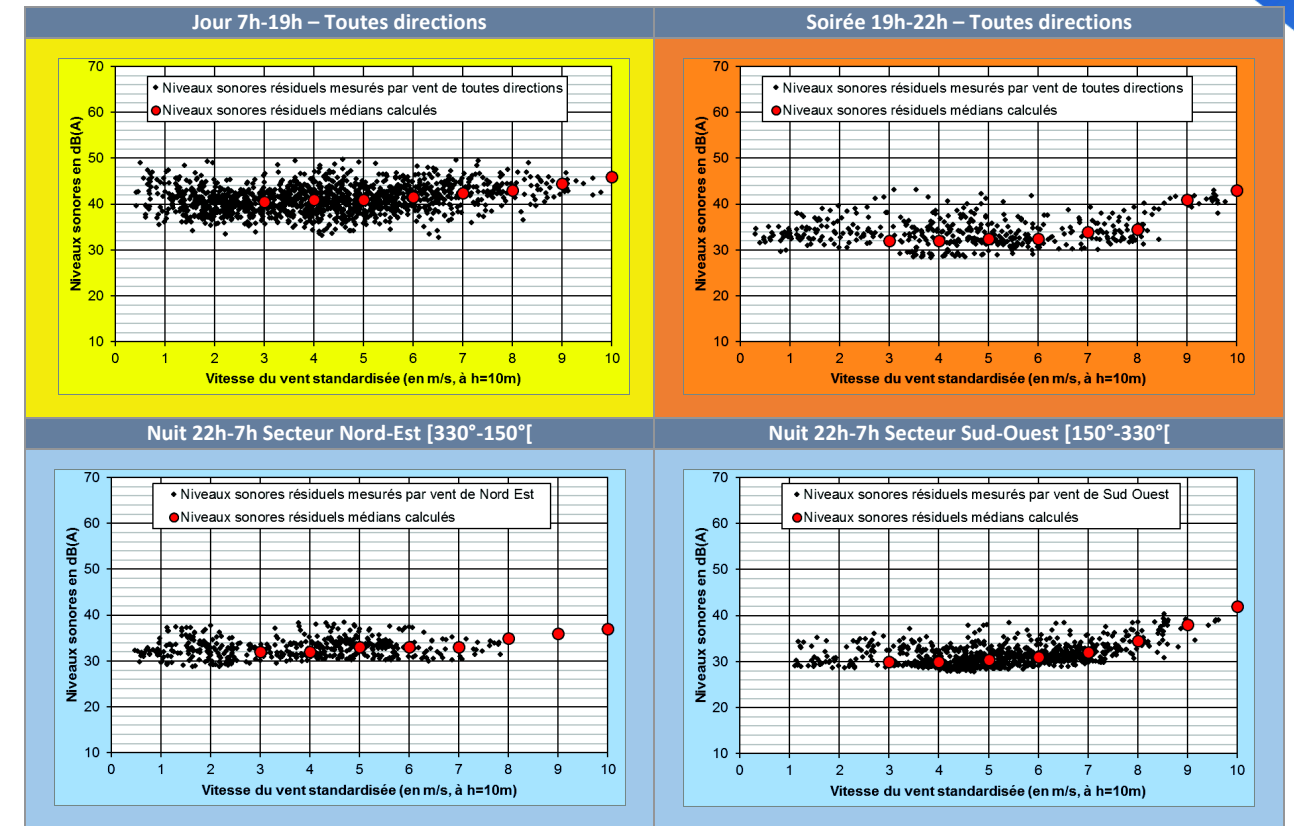 Jour 7h-19h – Toutes directions
Soirée 19h-22h – Toutes directions
70
60
50
40
30
20
10
Niveaux sonores en dB(A)
Niveaux sonores résiduels mesurés par vent de toutes directions
Niveaux sonores résiduels médians calculés
0 1 2 3 4 5 6 7 8 9 10
Vitesse du vent standardisée (en m/s, à h=10m)
70
60
50
40
30
20
10
Niveaux sonores en dB(A)
Niveaux sonores résiduels mesurés par vent de toutes directions
Niveaux sonores résiduels médians calculés
0 1 2 3 4 5 6 7 8 9 10
Vitesse du vent standardisée (en m/s, à h=10m)
Nuit 22h-7h Secteur Nord-Est [330°-150°[
Nuit 22h-7h Secteur Sud-Ouest [150°-330°[
70
60
50
40
30
20
10
Niveaux sonores en dB(A)
Niveaux sonores résiduels mesurés par vent de Nord Est
Niveaux sonores résiduels médians calculés
0 1 2 3 4 5 6 7 8 9 10
Vitesse du vent standardisée (en m/s, à h=10m)
70
60
50
40
30
20
10
Niveaux sonores en dB(A)
Niveaux sonores résiduels mesurés par vent de Sud Ouest
Niveaux sonores résiduels médians calculés
0 1 2 3 4 5 6 7 8 9 10
Vitesse du vent standardisée (en m/s, à h=10m)